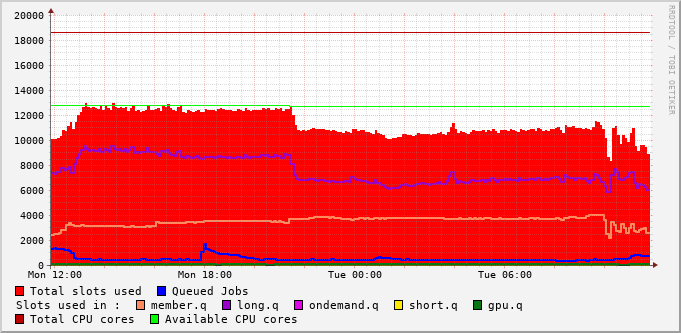 20000
18000
16000
14000
12000
10000
8000
6000
4000
2000
0
Mon 12:00 Mon 18:00 Tue 00:00 Tue 06:00
Total slots used Queued Jobs
Slots used in : member.q long.q ondemand.q short.q gpu.q
Total CPU cores Available CPU cores
RRDTOOL / TOBI OETIKER